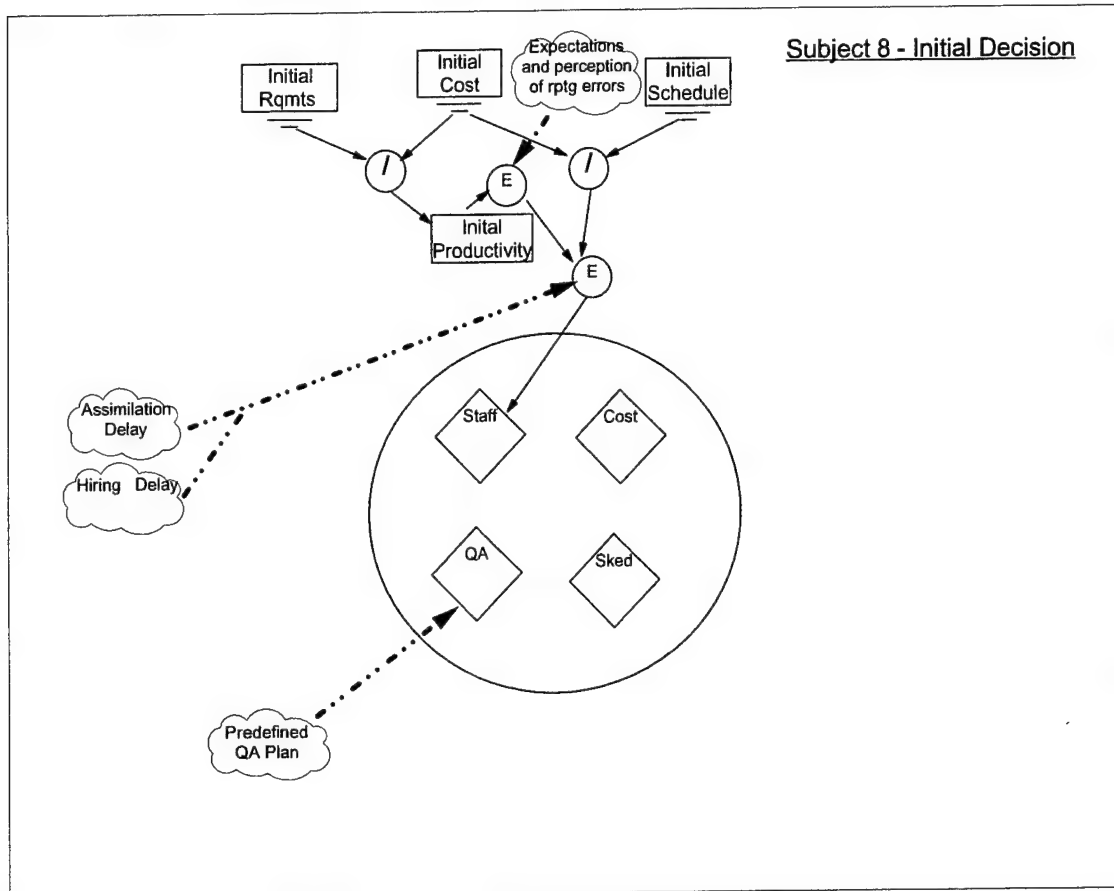 Subject 8 - Initial Decision
Initial
Rqmts
Initial
Cost
Expectations
and perception
of rptg errors
Initial
Schedule
/
/
E
Inital
Productivity
E
Assimilation
Delay
Hiring Delay
Staff
Cost
QA
Sked
Predefined
QA Plan